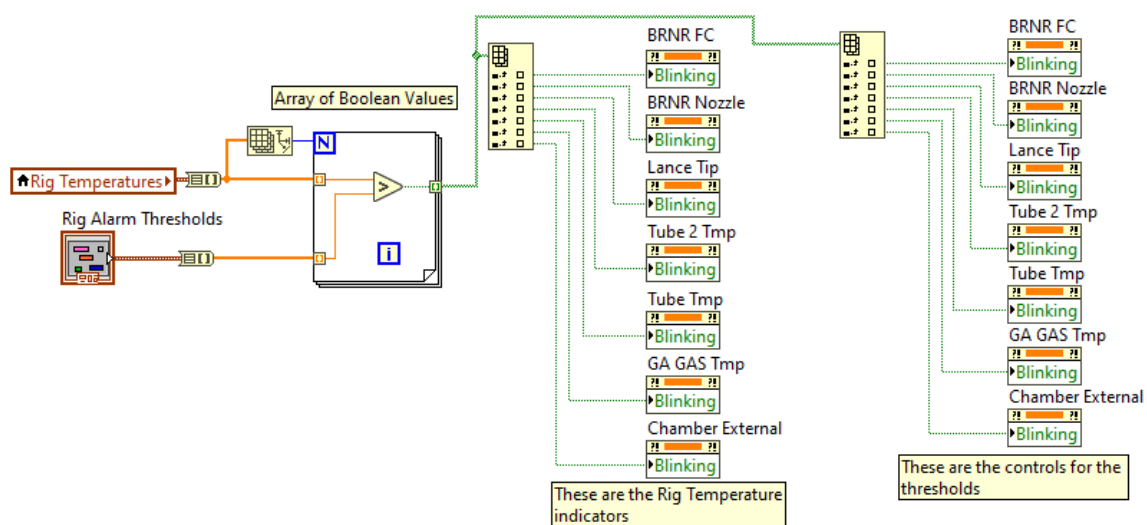 BRNR FC
?! ?!
Blinking
BRNR Nozzle
?! ?!
Blinking
Lance Tip
?! ?!
Blinking
Tube 2 Tmp
?! ?!
Blinking
Tube Tmp
?! ?!
Blinking
GA GAS Tmp
?! ?!
Blinking
Chamber External
?! ?!
Blinking
These are the Rig Temperature
indicators
BRNR FC
?! ?!
Blinking
BRNR Nozzle
?! ?!
Blinking
Lance Tip
?! ?!
Blinking
Tube 2 Tmp
?! ?!
Blinking
Tube Tmp
?! ?!
Blinking
GA GAS Tmp
?! ?!
Blinking
Chamber External
?! ?!
Blinking
These are the controls for the
thresholds
Array of Boolean Values
N
Rig Temperatures
>
Rig Alarm Thresholds
i